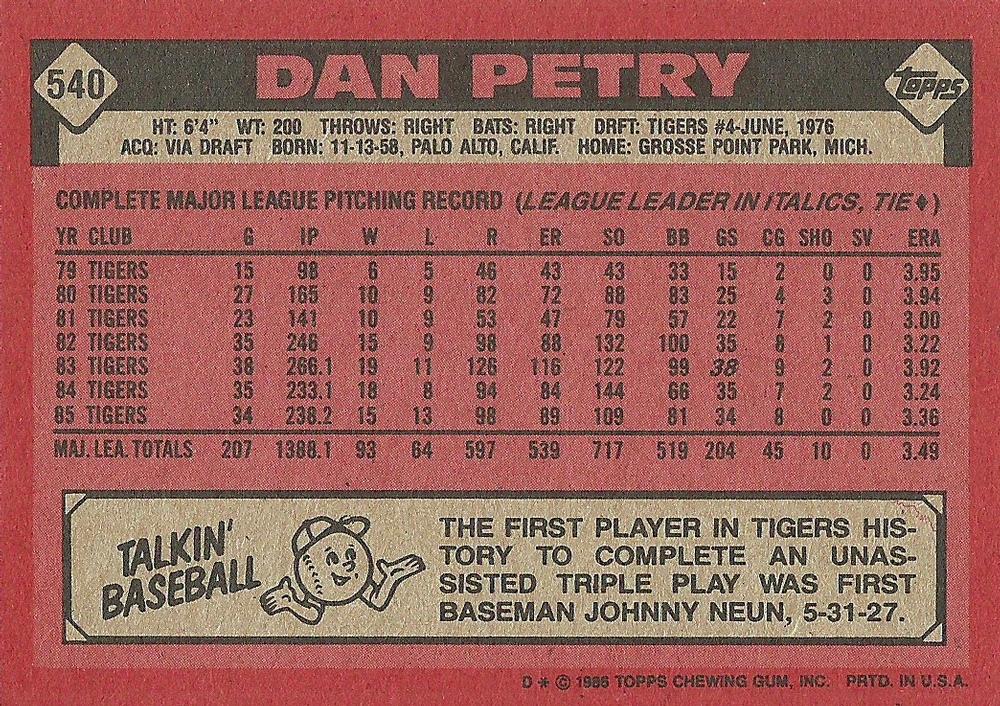 540 DAN PETRY Topps
HT: 6'4" WT: 200 THROWS: RIGHT BATS: RIGHT DRFT: TIGERS #4-JUNE, 1976
ACQ: VIA DRAFT BORN: 11-13-58, PALO ALTO, CALIF. HOME: GROSSE POINT PARK, MICH.
COMPLETE MAJOR LEAGUE PITCHING RECORD (LEAGUE LEADER IN ITALICS, TIE ♦)
YR CLUB G IP W L R ER SO BB GS CG SHO SV ERA
79 TIGERS 15 98 6 5 46 43 43 33 15 2 0 0 3.95
80 TIGERS 27 165 10 9 82 72 88 83 25 4 3 0 3.94
81 TIGERS 23 141 10 9 53 47 79 57 22 7 2 0 3.00
82 TIGERS 35 246 15 9 98 88 132 100 35 8 1 0 3.22
83 TIGERS 38 266.1 19 11 126 116 122 99 38 9 2 0 3.92
84 TIGERS 35 233.1 18 8 94 84 144 66 35 7 2 0 3.24
85 TIGERS 34 238.2 15 13 98 89 109 81 34 8 0 0 3.36
MAJ. LEA. TOTALS 207 1388.1 93 64 597 539 717 519 204 45 10 0 3.49
TALKIN'
BASEBALL
THE FIRST PLAYER IN TIGERS HIS-
TORY TO COMPLETE AN UNAS-
SISTED TRIPLE PLAY WAS FIRST
BASEMAN JOHNNY NEUN, 5-31-27.
D * © 1986 TOPPS CHEWING GUM, INC. PRTD. IN U.S.A.